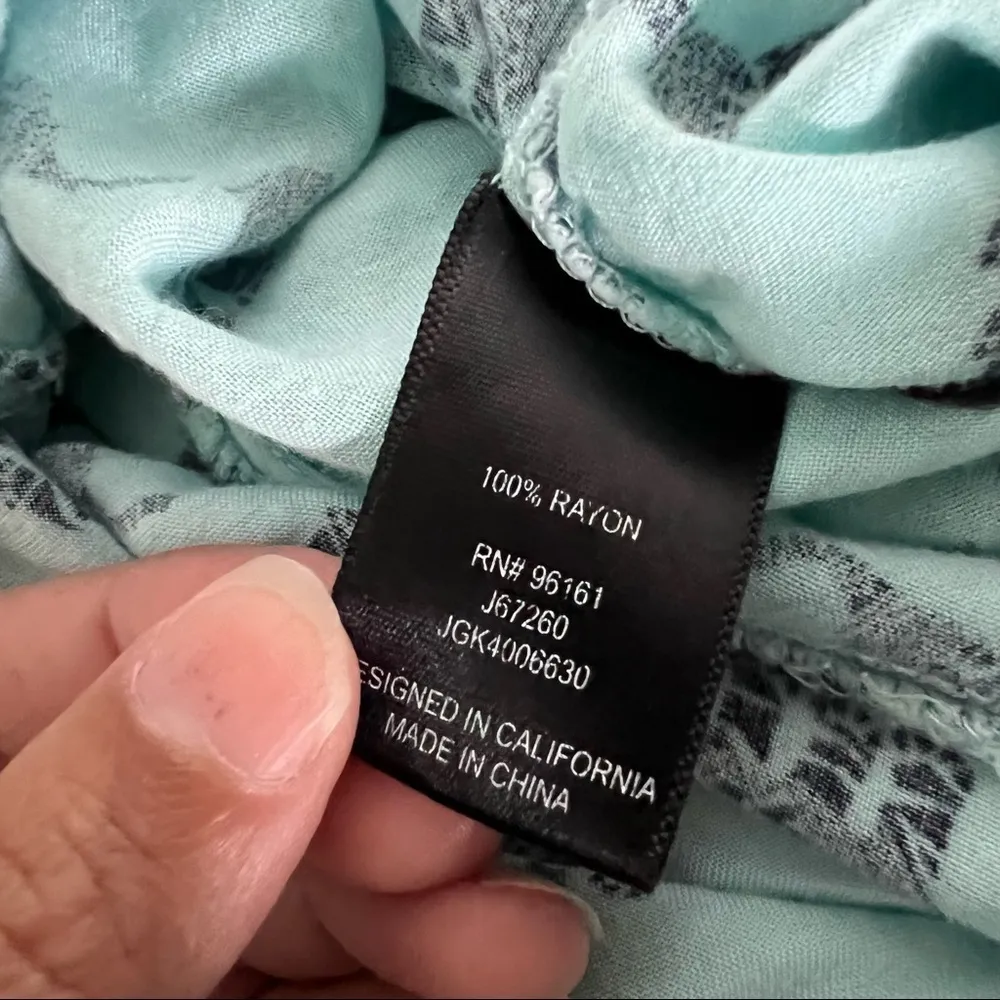 100% RAYON
RN# 96161
J67260
JGK4006630
ESIGNED IN CALIFORNIA
MADE IN CHINA